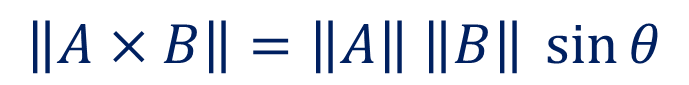 ‖A × B‖ = ‖A‖ ‖B‖ sin θ